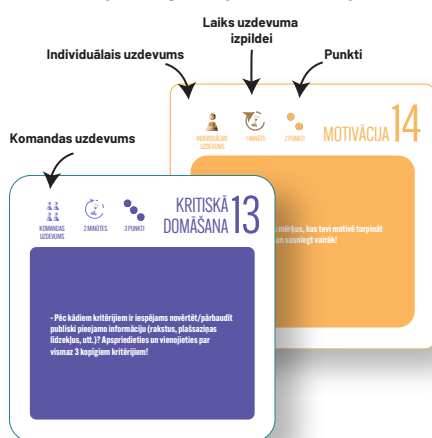 Laiks uzdevuma
izpildei
Individuālais uzdevums
Punkti
Komandas uzdevums
INDIVIDUĀLAIS
UZDEVUMS
1 MINŪTE
2 PUNKTI
MOTIVĀCIJA 14
mērķus, kas tevi motivē turpināt
un sasniegt vairāk!
KOMANDAS
UZDEVUMS
2 MINŪTES
3 PUNKTI
KRITISKĀ
DOMĀŠANA 13
- Pēc kādiem kritērijiem ir iespējams novērtēt/pārbaudīt
publiski pieejamo informāciju (rakstus, plašsaziņas
līdzekļus, utt.)? Apspriedieties un vienojieties par
vismaz 3 kopīgiem kritērijiem!